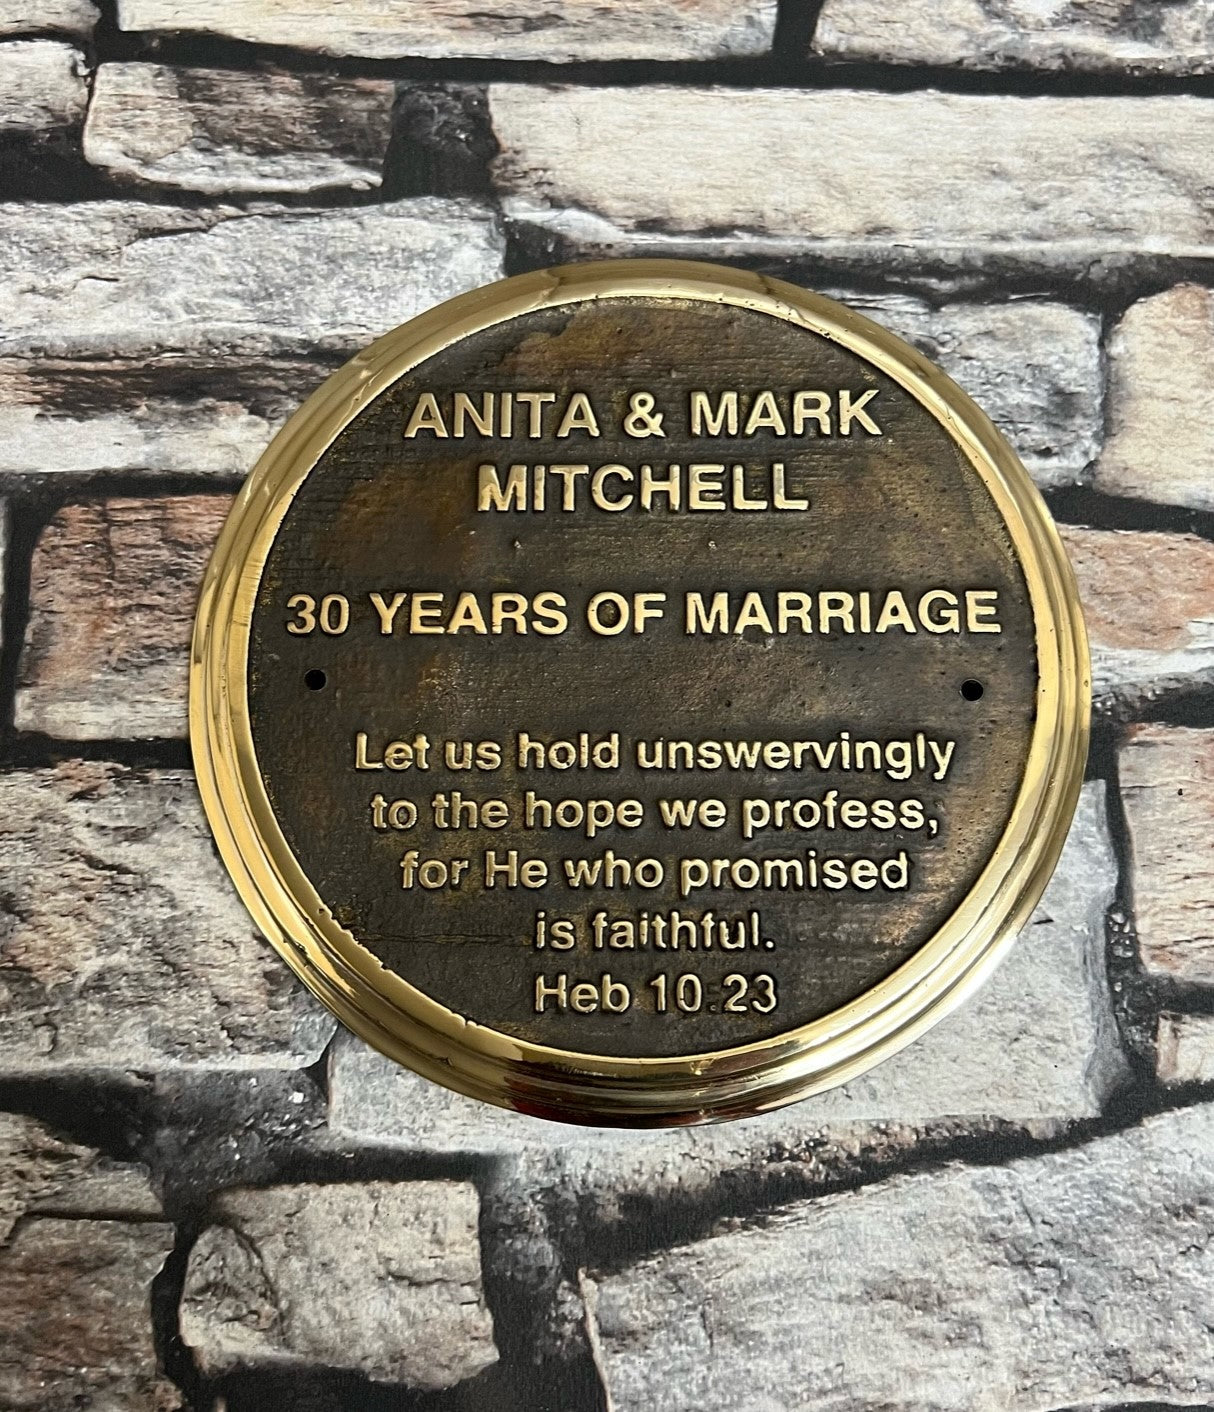 ANITA & MARK
MITCHELL
30 YEARS OF MARRIAGE
Let us hold unswervingly
to the hope we profess,
for He who promised
is faithful.
Heb 10:23